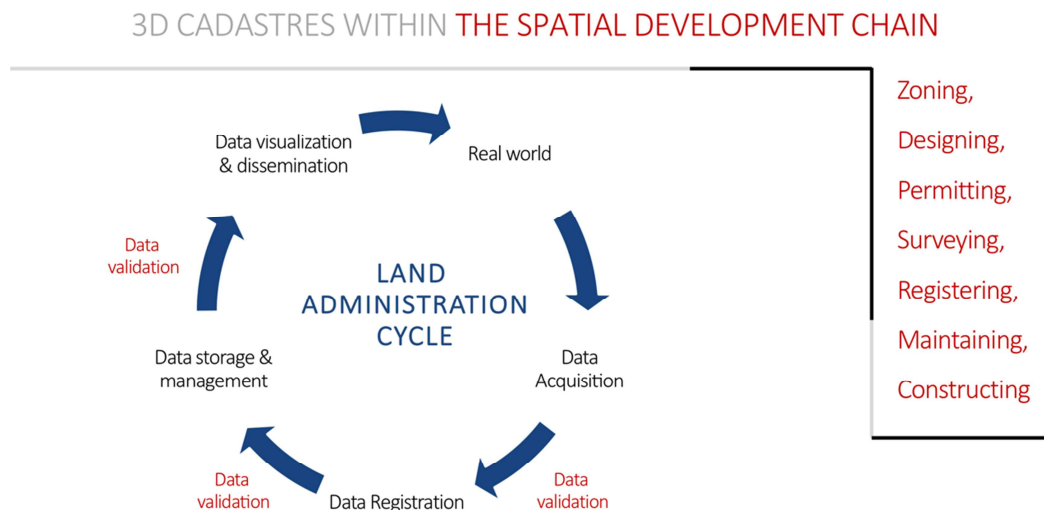 3D CADASTRES WITHIN THE SPATIAL DEVELOPMENT CHAIN
Data visualization
& dissemination
Real world
Data
validation
LAND
ADMINISTRATION
CYCLE
Data storage &
management
Data
Acquisition
Data
validation
Data Registration
Data
validation
Zoning,
Designing,
Permitting,
Surveying,
Registering,
Maintaining,
Constructing